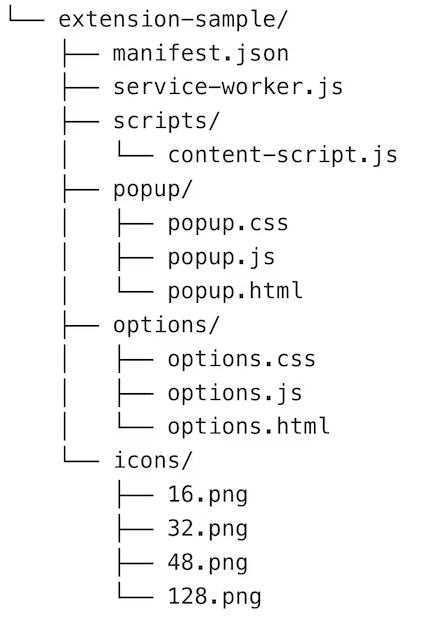 └── extension-sample/
    ├── manifest.json
    ├── service-worker.js
    ├── scripts/
    │   └── content-script.js
    ├── popup/
    │   ├── popup.css
    │   ├── popup.js
    │   └── popup.html
    ├── options/
    │   ├── options.css
    │   ├── options.js
    │   └── options.html
    └── icons/
        ├── 16.png
        ├── 32.png
        ├── 48.png
        └── 128.png